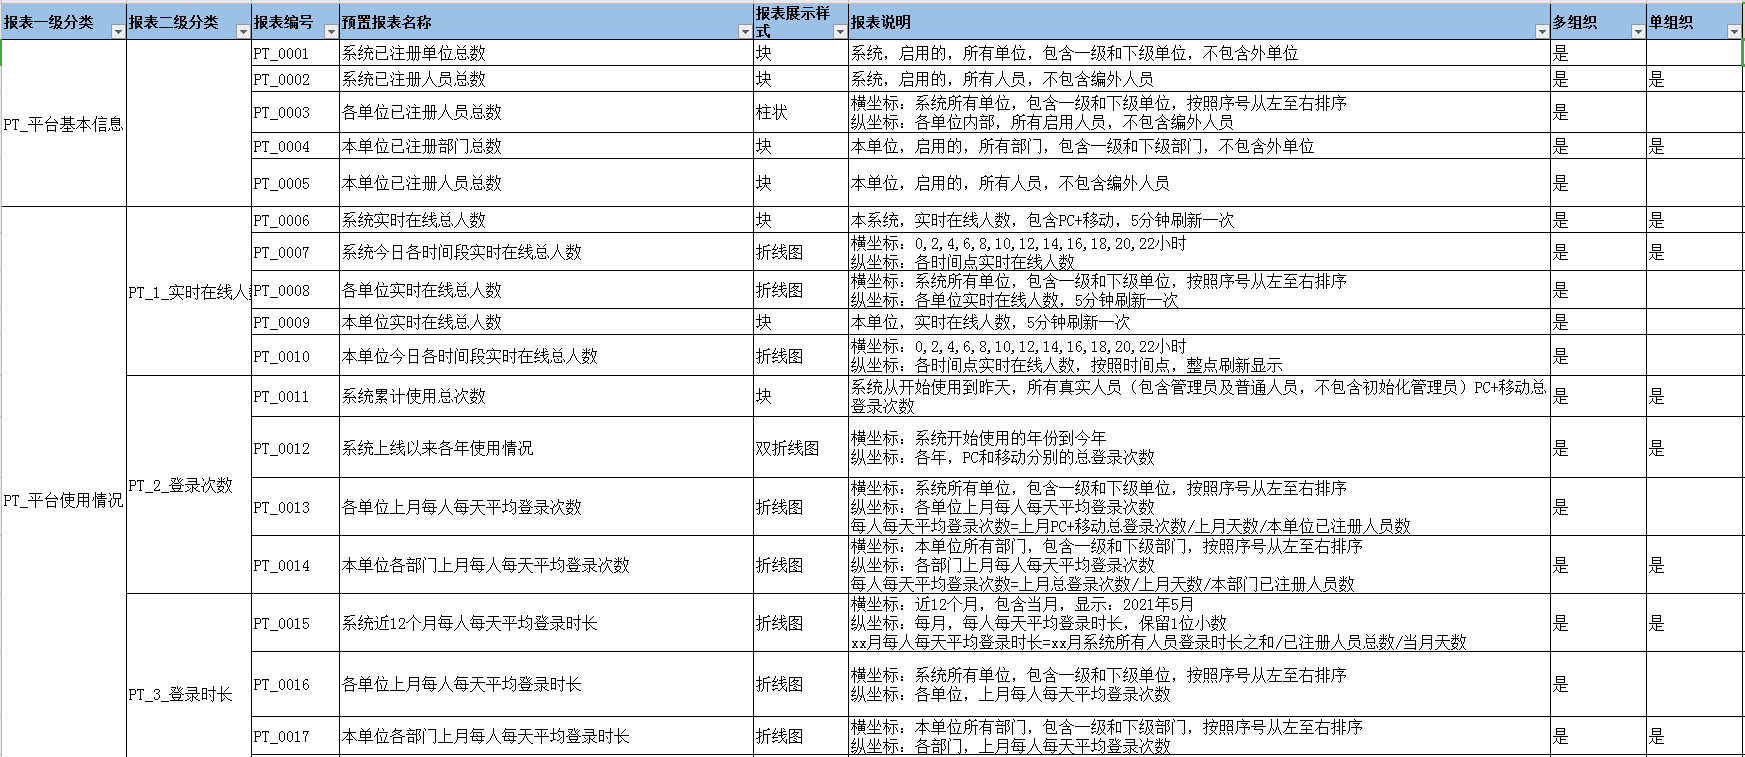 报表一级分类 报表二级分类 报表编号 预置报表名称 报表展示样式 报表说明 多组织 单组织
PT_平台基本信息
PT_0001 系统已注册单位总数 块 系统，启用的，所有单位，包含一级和下级单位，不包含外单位 是
PT_0002 系统已注册人员总数 块 系统，启用的，所有人员，不包含编外人员 是 是
PT_0003 各单位已注册人员总数 柱状 横坐标：系统所有单位，包含一级和下级单位，按照序号从左至右排序
纵坐标：各单位内部，所有启用人员，不包含编外人员 是
PT_0004 本单位已注册部门总数 块 本单位，启用的，所有部门，包含一级和下级部门，不包含外单位 是 是
PT_0005 本单位已注册人员总数 块 本单位，启用的，所有人员，不包含编外人员 是
PT_平台使用情况
PT_1_实时在线人
PT_0006 系统实时在线总人数 块 本系统，实时在线人数，包含PC+移动，5分钟刷新一次 是 是
PT_0007 系统今日各时间段实时在线总人数 折线图 横坐标：0,2,4,6,8,10,12,14,16,18,20,22小时
纵坐标：各时间点实时在线人数 是 是
PT_0008 各单位实时在线总人数 折线图 横坐标：系统所有单位，包含一级和下级单位，按照序号从左至右排序
纵坐标：各单位实时在线人数，5分钟刷新一次 是
PT_0009 本单位实时在线总人数 块 本单位，实时在线人数，5分钟刷新一次 是
PT_0010 本单位今日各时间段实时在线总人数 折线图 横坐标：0,2,4,6,8,10,12,14,16,18,20,22小时
纵坐标：各时间点实时在线人数，按照时间点，整点刷新显示 是
PT_2_登录次数
PT_0011 系统累计使用总次数 块 系统从开始使用到昨天，所有真实人员（包含管理员及普通人员，不包含初始化管理员）PC+移动总
登录次数 是 是
PT_0012 系统上线以来各年使用情况 双折线图 横坐标：系统开始使用的年份到今年
纵坐标：各年，PC和移动分别的总登录次数 是 是
PT_0013 各单位上月每人每天平均登录次数 折线图 横坐标：系统所有单位，包含一级和下级单位，按照序号从左至右排序
纵坐标：各单位上月每人每天平均登录次数
每人每天平均登录次数=上月PC+移动总登录次数/上月天数/本单位已注册人员数 是
PT_0014 本单位各部门上月每人每天平均登录次数 折线图 横坐标：本单位所有部门，包含一级和下级部门，按照序号从左至右排序
纵坐标：各部门上月每人每天平均登录次数
每人每天平均登录次数=上月总登录次数/上月天数/本部门已注册人员数 是 是
PT_3_登录时长
PT_0015 系统近12个月每人每天平均登录时长 折线图 横坐标：近12个月，包含当月，显示：2021年5月
纵坐标：每月，每人每天平均登录时长，保留1位小数
xx月每人每天平均登录时长=xx月系统所有人员登录时长之和/已注册人员总数/当月天数 是 是
PT_0016 各单位上月每人每天平均登录时长 折线图 横坐标：系统所有单位，包含一级和下级单位，按照序号从左至右排序
纵坐标：各单位，上月每人每天平均登录次数 是
PT_0017 本单位各部门上月每人每天平均登录时长 折线图 横坐标：本单位所有部门，包含一级和下级部门，按照序号从左至右排序
纵坐标：各部门，上月每人每天平均登录次数 是 是